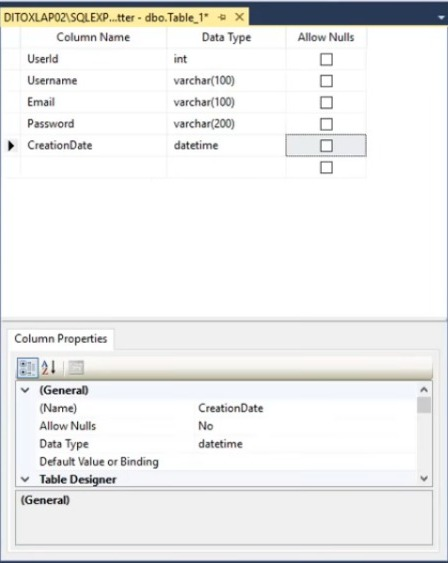 DITOXLAP02\SQLEXP...tter - dbo.Table_1*
Column Name Data Type Allow Nulls
UserId int
Username varchar(100)
Email varchar(100)
Password varchar(200)
CreationDate datetime
Column Properties
(General)
(Name) CreationDate
Allow Nulls No
Data Type datetime
Default Value or Binding
Table Designer
(General)